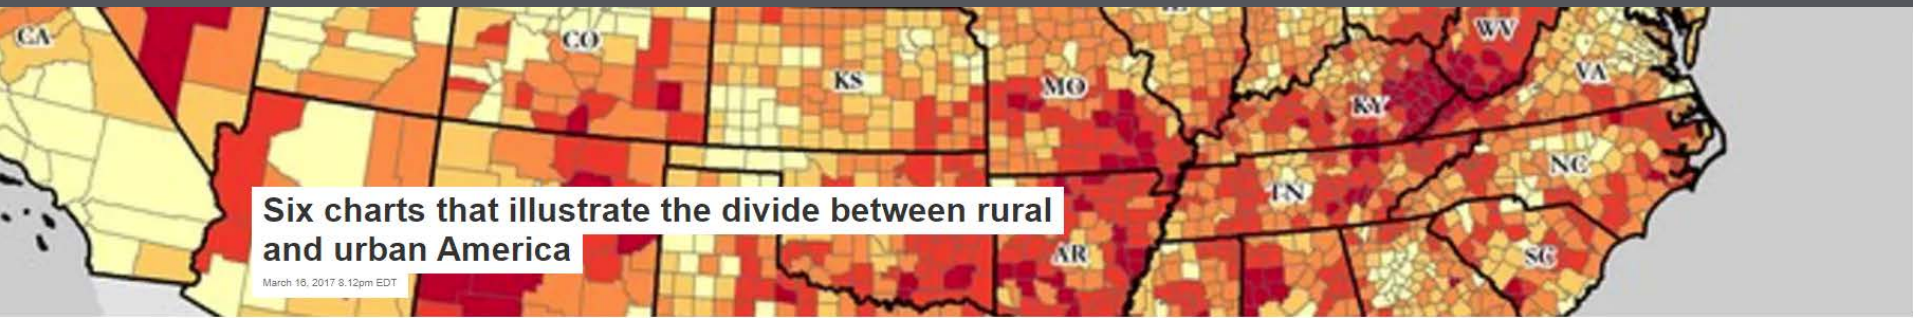 CA
CO
KS
MO
WV
VA
KY
NC
TN
AR
SC
Six charts that illustrate the divide between rural
and urban America
March 16, 2017 8.12pm EDT